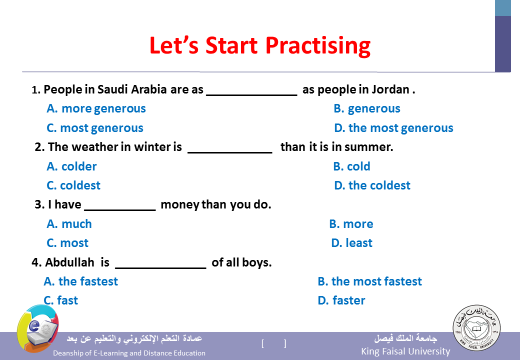 Let's Start Practising
1. People in Saudi Arabia are as ______________ as people in Jordan .
A. more generous B. generous
C. most generous D. the most generous
2. The weather in winter is _____________ than it is in summer.
A. colder B. cold
C. coldest D. the coldest
3. I have ___________ money than you do.
A. much B. more
C. most D. least
4. Abdullah is ______________ of all boys.
A. the fastest B. the most fastest
C. fast D. faster
عمادة التعلم الإلكتروني والتعليم عن بعد
Deanship of E-Learning and Distance Education
[ ]
جامعة الملك فيصل
King Faisal University